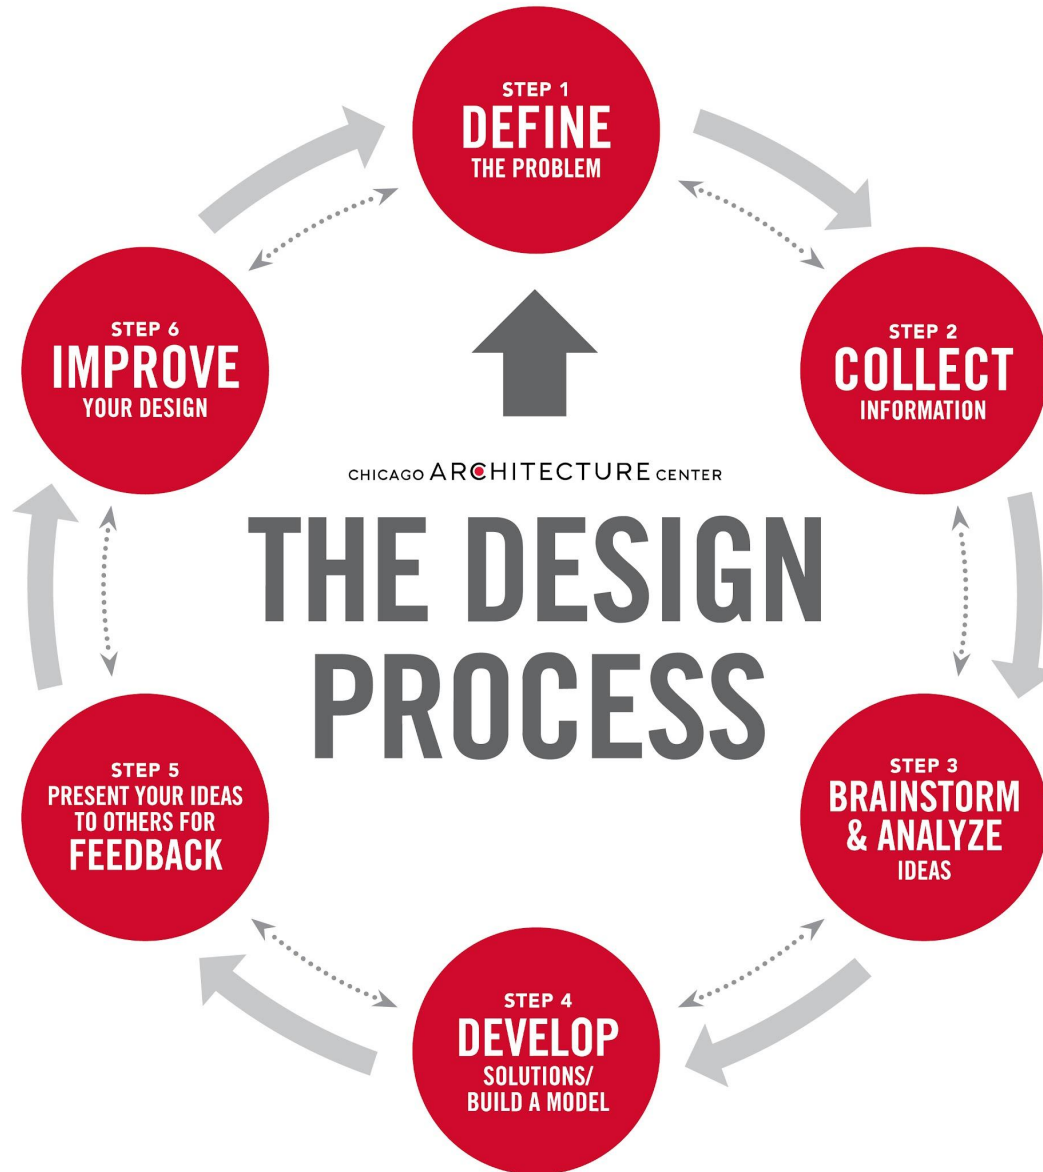 STEP 1
DEFINE
THE PROBLEM
STEP 2
COLLECT
INFORMATION
STEP 3
BRAINSTORM
& ANALYZE
IDEAS
STEP 4
DEVELOP
SOLUTIONS/
BUILD A MODEL
STEP 5
PRESENT YOUR IDEAS
TO OTHERS FOR
FEEDBACK
STEP 6
IMPROVE
YOUR DESIGN
CHICAGO ARCHITECTURE CENTER
THE DESIGN
PROCESS